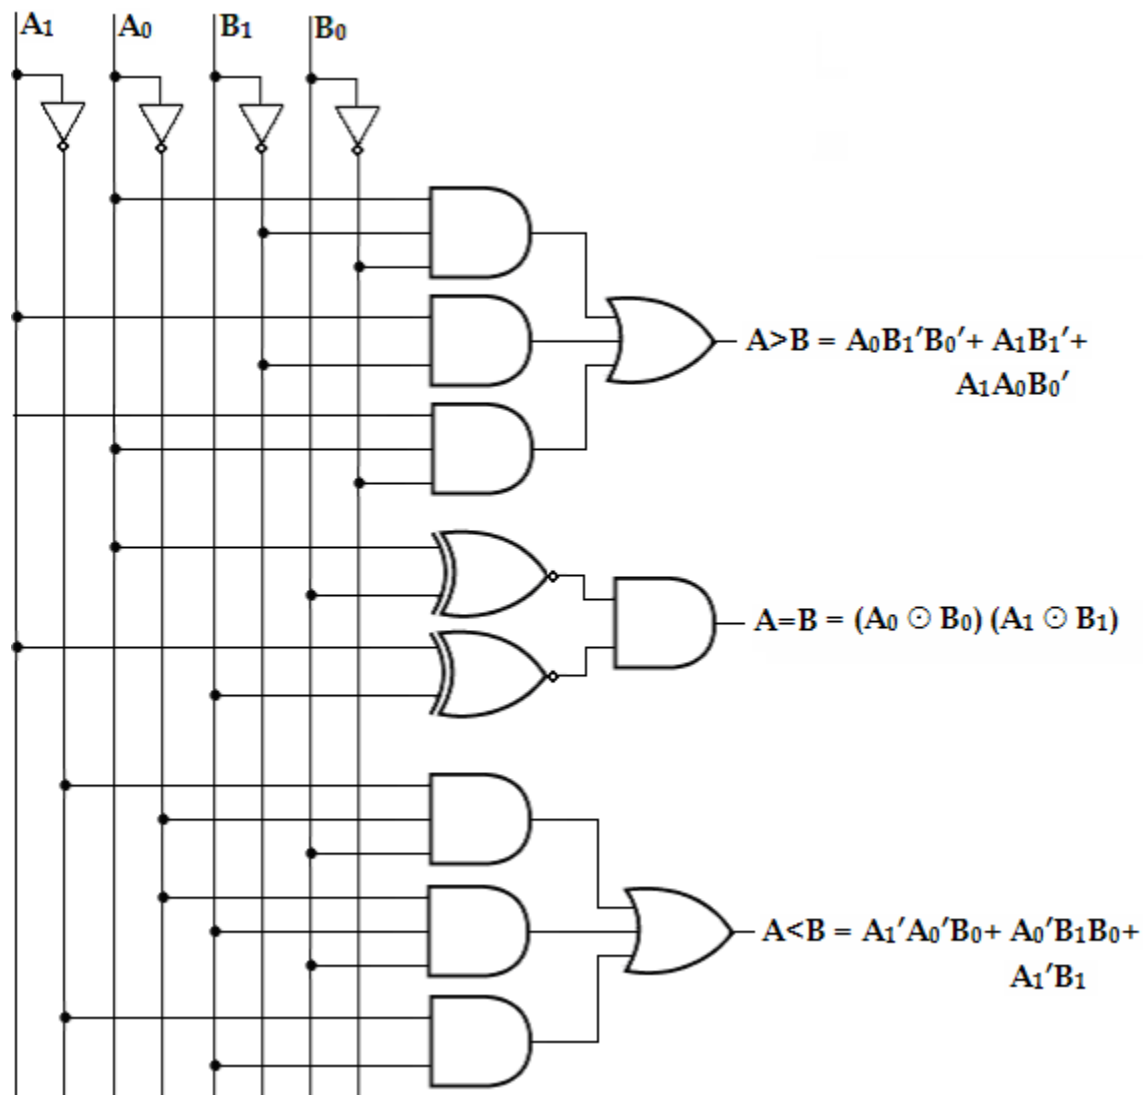 A₁ A₀ B₁ B₀
A>B = A₀B₁′B₀′+ A₁B₁′+
A₁A₀B₀′
A=B = (A₀ ⊙ B₀) (A₁ ⊙ B₁)
A<B = A₁′A₀′B₀+ A₀′B₁B₀+
A₁′B₁